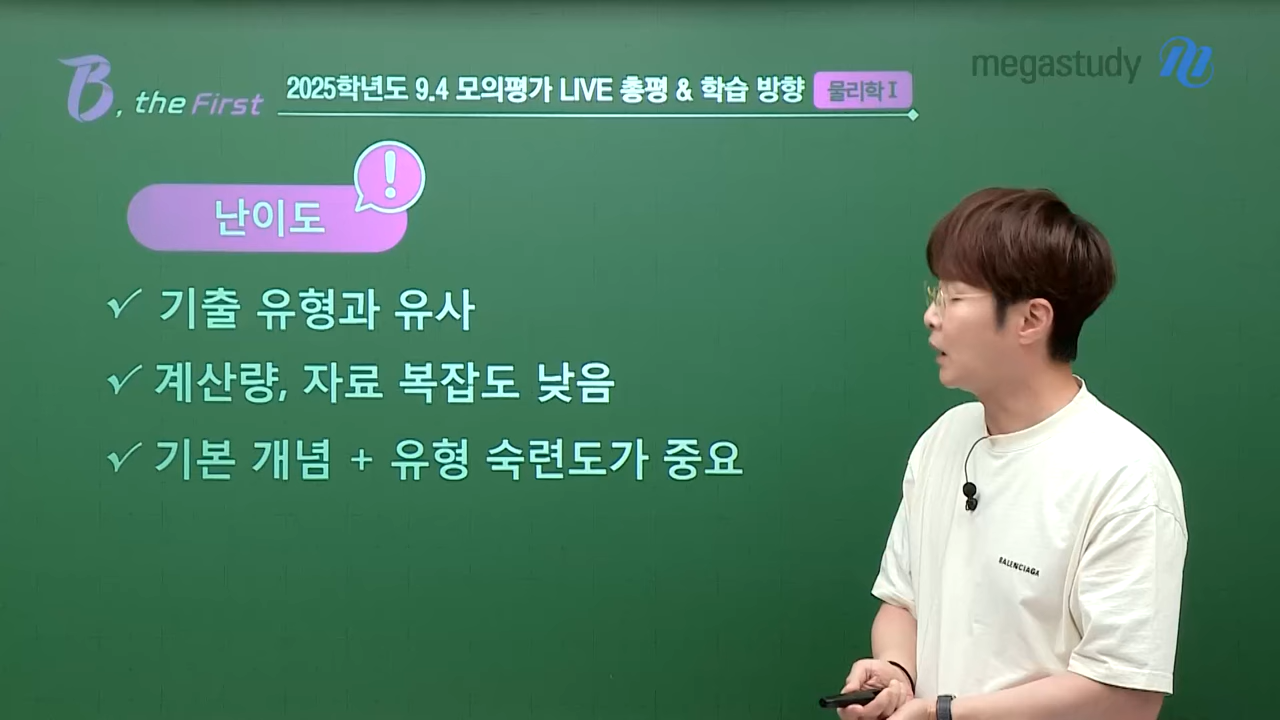 B, the First
2025학년도 9.4 모의평가 LIVE 총평 & 학습 방향 물리학 I
megastudy
난이도
!
✓ 기출 유형과 유사
✓ 계산량, 자료 복잡도 낮음
✓ 기본 개념 + 유형 숙련도가 중요
BALENCIAGA